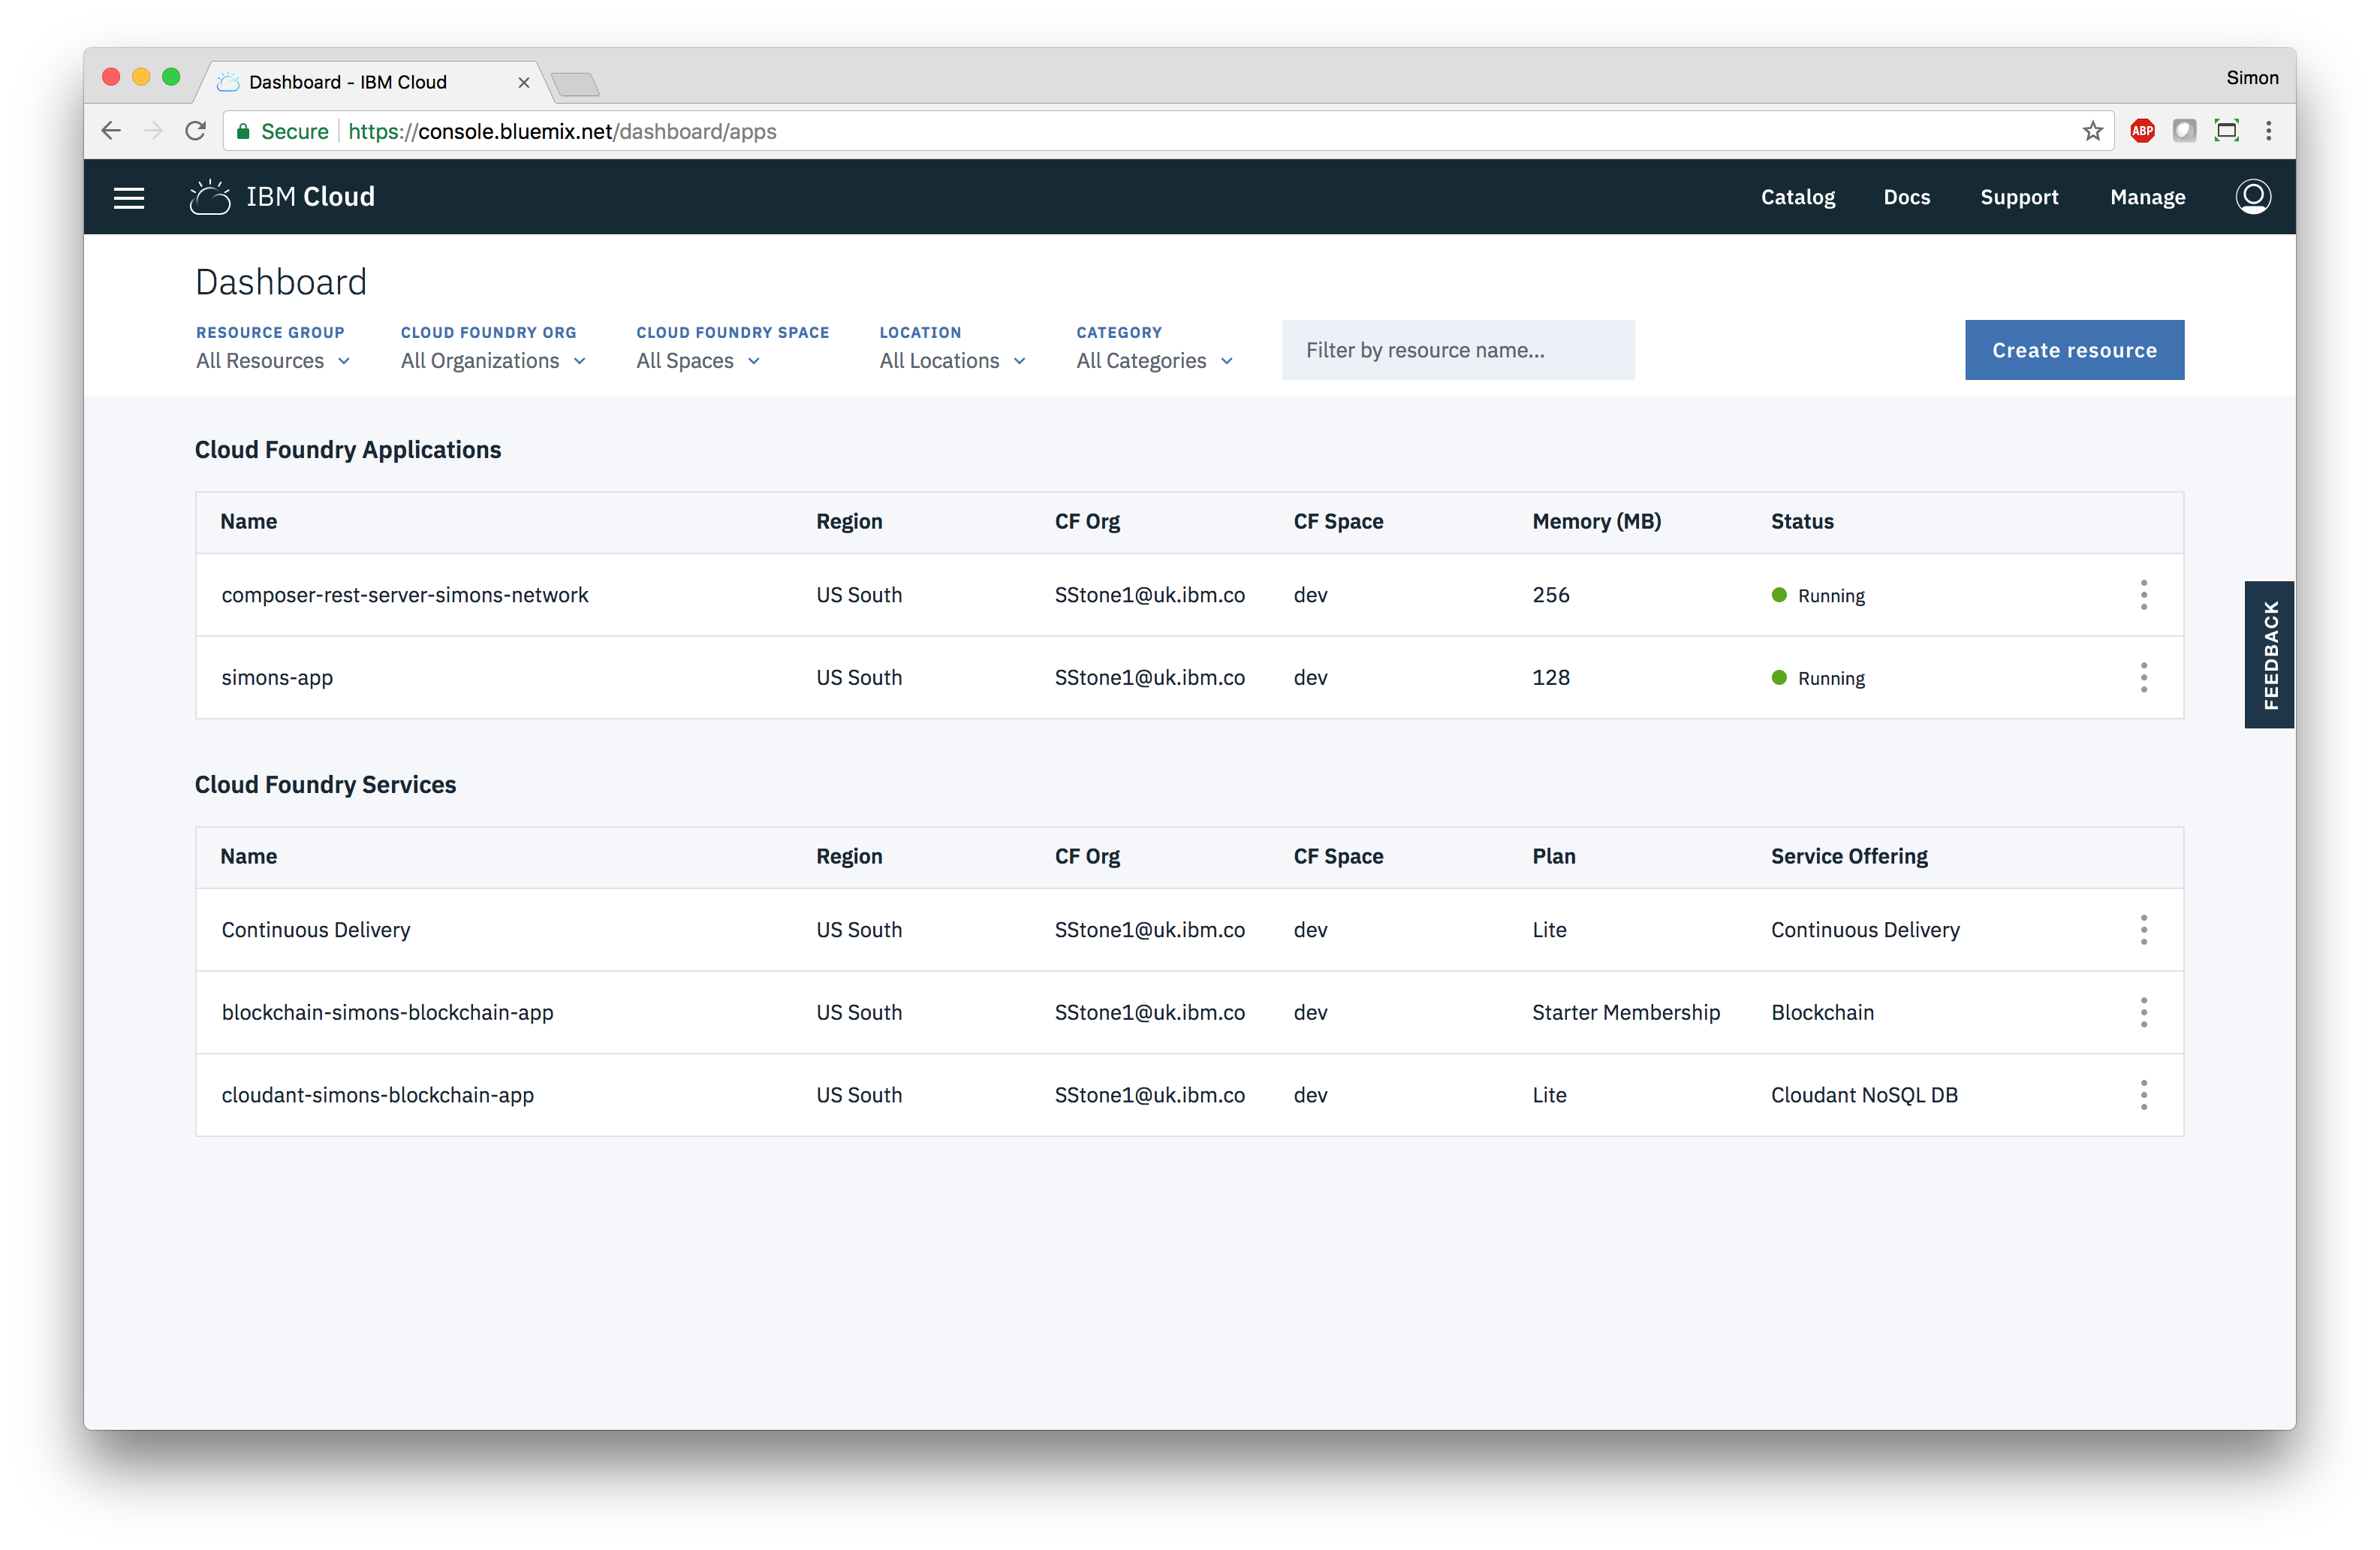 Dashboard - IBM Cloud
Simon
Secure https://console.bluemix.net/dashboard/apps
ABP
IBM Cloud Catalog Docs Support Manage
Dashboard
RESOURCE GROUP CLOUD FOUNDRY ORG CLOUD FOUNDRY SPACE LOCATION CATEGORY
All Resources All Organizations All Spaces All Locations All Categories
Filter by resource name...
Create resource
Cloud Foundry Applications
Name Region CF Org CF Space Memory (MB) Status
composer-rest-server-simons-network US South SStone1@uk.ibm.co dev 256 Running
simons-app US South SStone1@uk.ibm.co dev 128 Running
FEEDBACK
Cloud Foundry Services
Name Region CF Org CF Space Plan Service Offering
Continuous Delivery US South SStone1@uk.ibm.co dev Lite Continuous Delivery
blockchain-simons-blockchain-app US South SStone1@uk.ibm.co dev Starter Membership Blockchain
cloudant-simons-blockchain-app US South SStone1@uk.ibm.co dev Lite Cloudant NoSQL DB